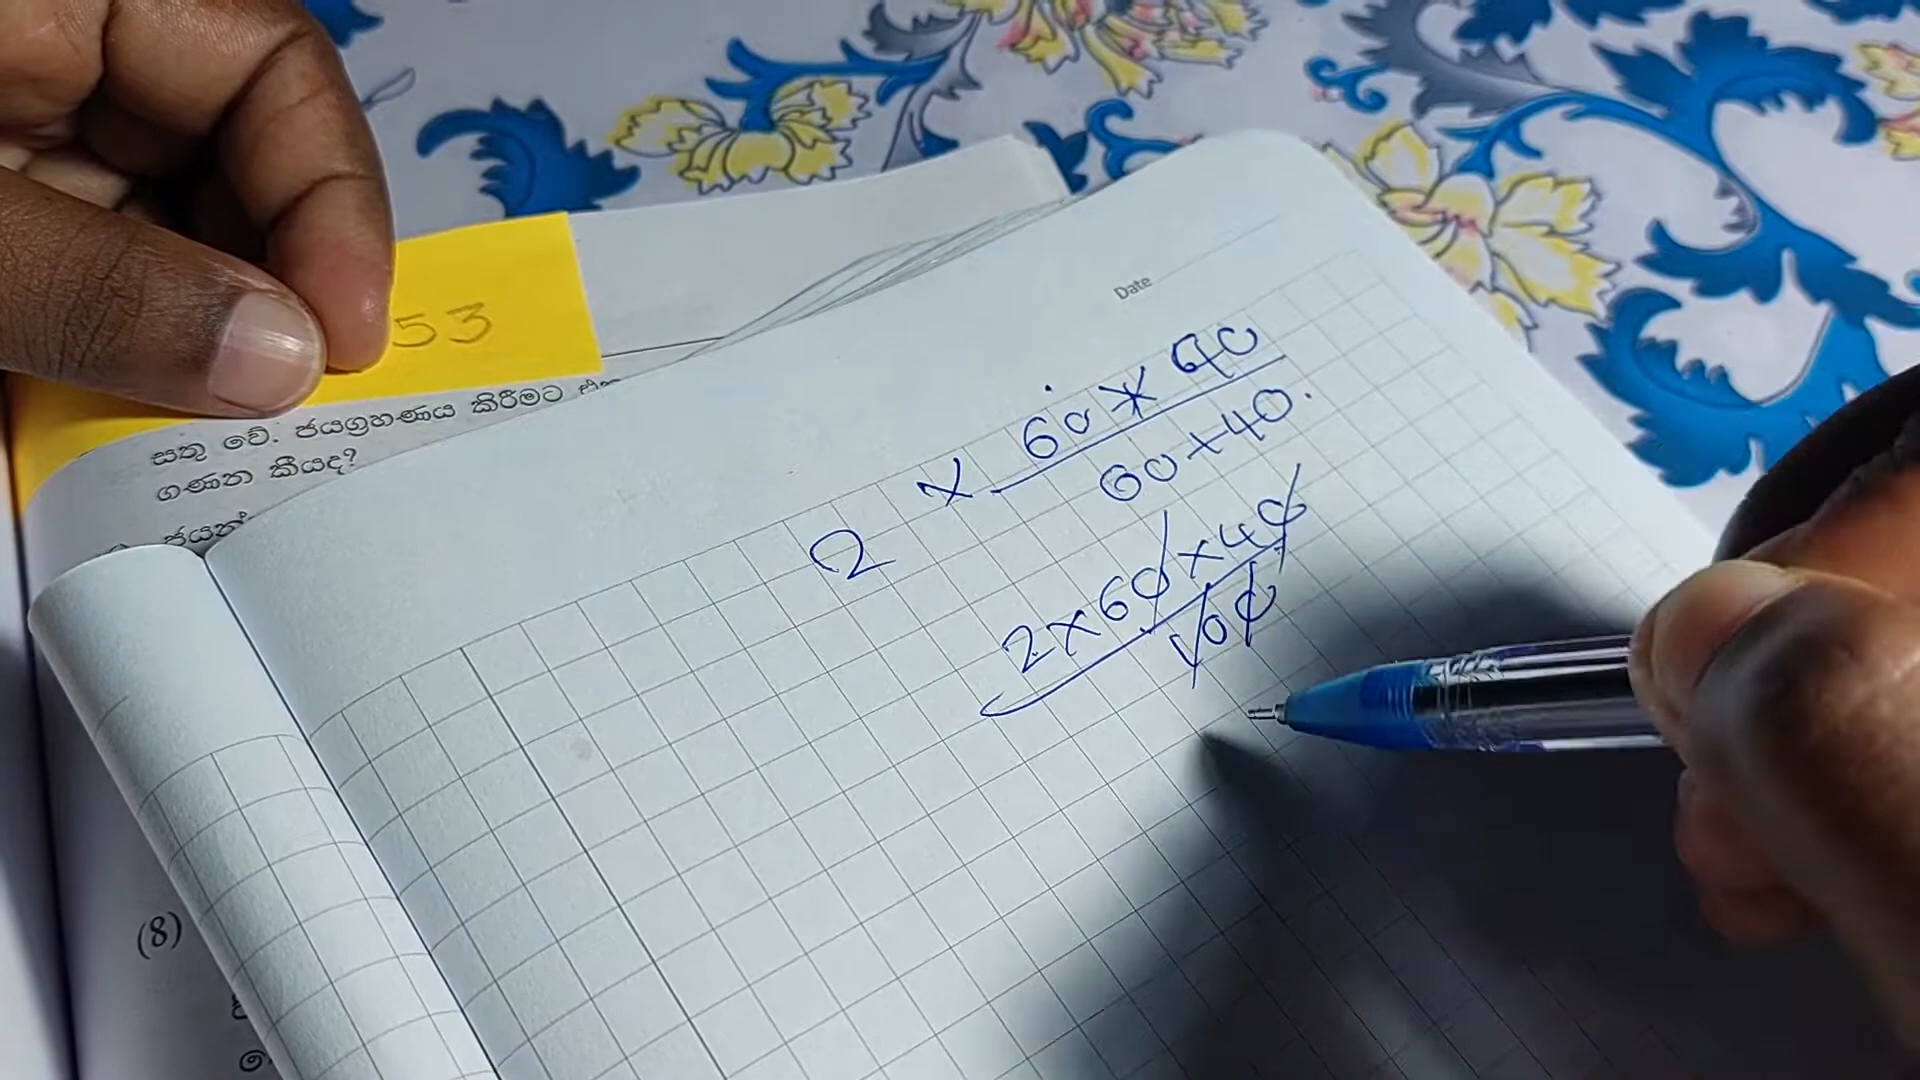 53
සතු වේ. ජයග්‍රහණය කිරීමට
ගණන කීයද?
Date
2 × 60 × 40
60 + 40.
2 × 60 × 40
100
(8)